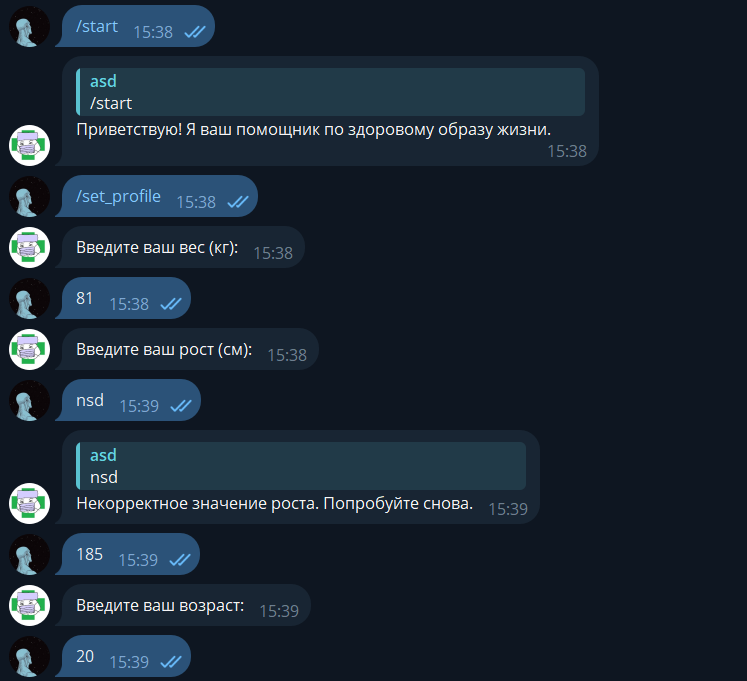 /start 15:38
asd
/start
Приветствую! Я ваш помощник по здоровому образу жизни.
15:38
/set_profile 15:38
Введите ваш вес (кг): 15:38
81 15:38
Введите ваш рост (см): 15:38
nsd 15:39
asd
nsd
Некорректное значение роста. Попробуйте снова. 15:39
185 15:39
Введите ваш возраст: 15:39
20 15:39